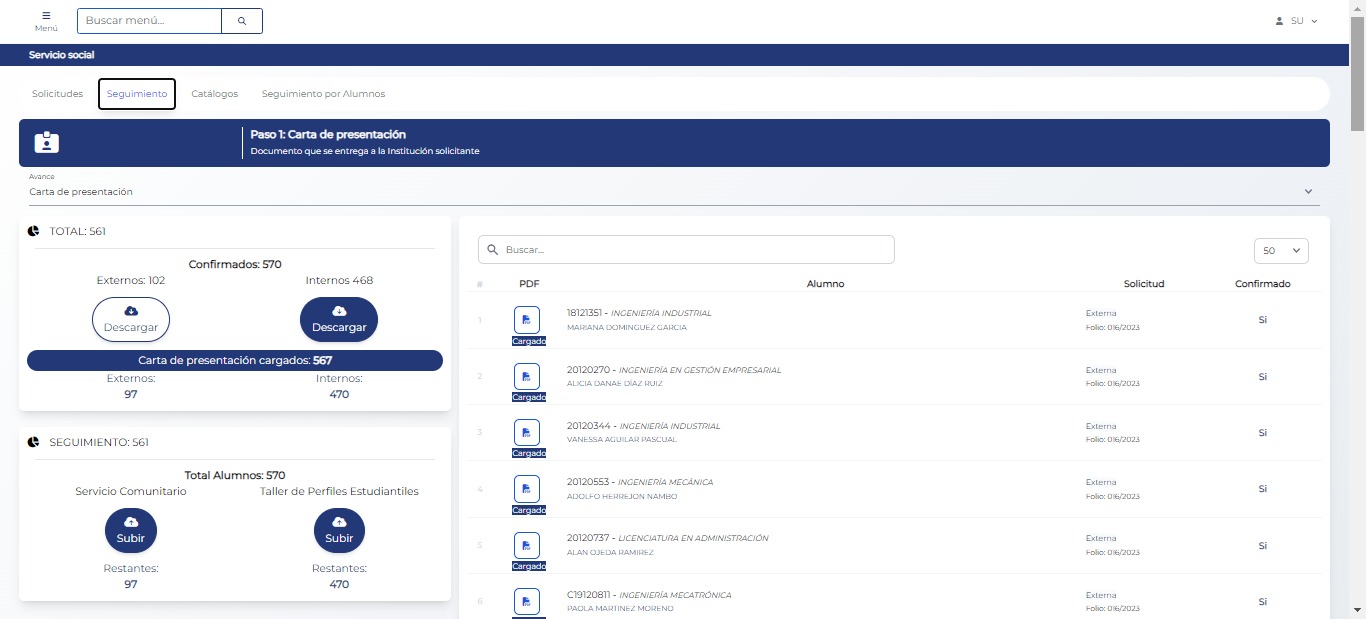 Menú
Buscar menú...
SU
Servicio social
Solicitudes
Seguimiento
Catálogos
Seguimiento por Alumnos
Paso 1: Carta de presentación
Documento que se entrega a la Institución solicitante
Avance
Carta de presentación
TOTAL: 561
Confirmados: 570
Externos: 102
Internos 468
Descargar
Descargar
Carta de presentación cargados: 567
Externos:
Internos:
97
470
SEGUIMIENTO: 561
Total Alumnos: 570
Servicio Comunitario
Taller de Perfiles Estudiantiles
Subir
Subir
Restantes:
Restantes:
97
470
Buscar...
50
# PDF Alumno Solicitud Confirmado
1
Cargado
18121351 - INGENIERÍA INDUSTRIAL
MARIANA DOMINGUEZ GARCIA
Externa
Folio: 016/2023
Si
2
Cargado
20120270 - INGENIERÍA EN GESTIÓN EMPRESARIAL
ALICIA DANAE DÍAZ RUIZ
Externa
Folio: 016/2023
Si
3
Cargado
20120344 - INGENIERÍA INDUSTRIAL
VANESSA AGUILAR PASCUAL
Externa
Folio: 016/2023
Si
4
Cargado
20120553 - INGENIERÍA MECÁNICA
ADOLFO HERREJON NAMBO
Externa
Folio: 016/2023
Si
5
Cargado
20120737 - LICENCIATURA EN ADMINISTRACIÓN
ALAN OJEDA RAMIREZ
Externa
Folio: 016/2023
Si
6
C19120811 - INGENIERÍA MECATRÓNICA
PAOLA MARTINEZ MORENO
Externa
Folio: 016/2023
Si